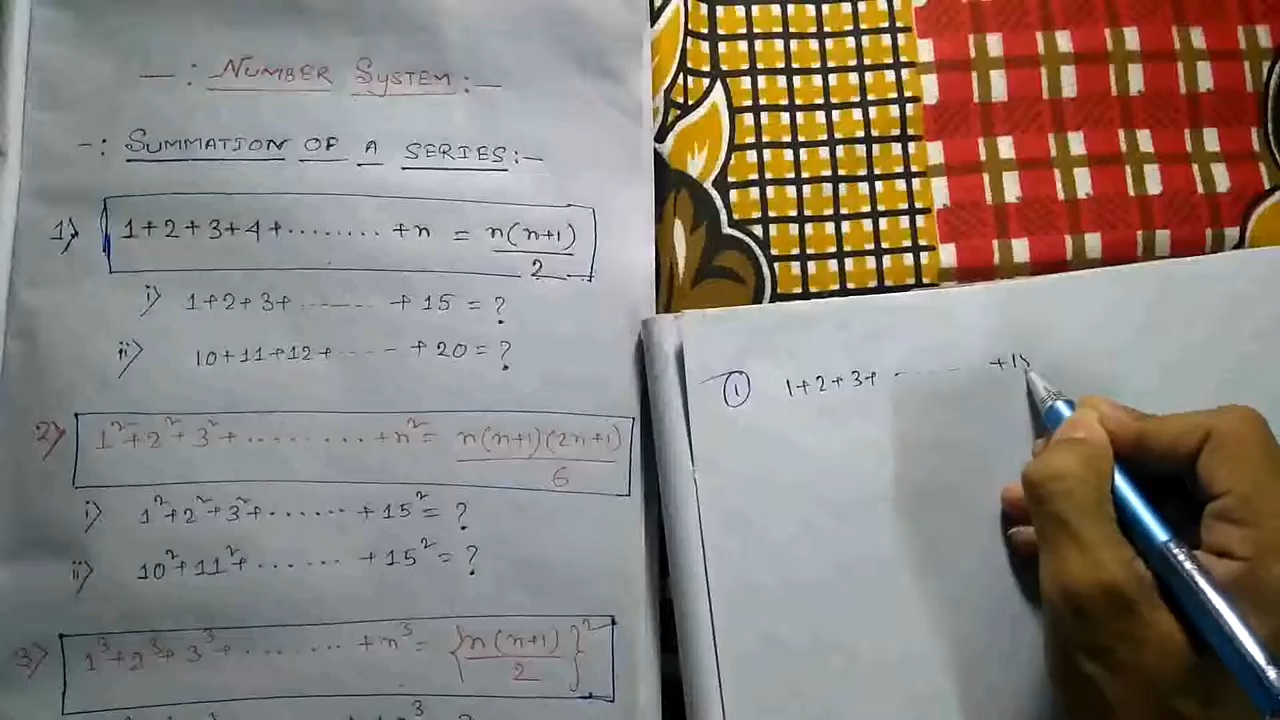 -: NUMBER SYSTEM:-
-: SUMMATION OF A SERIES:-
1) 1+2+3+4+........ +n = n(n+1)/2
i) 1+2+3+ ....... +15 = ?
ii) 10+11+12+ ..... +20 = ?
2) 1²+2²+3²+......... +n² = n(n+1)(2n+1)/6
i) 1²+2²+3²+....... +15² = ?
ii) 10²+11²+....... +15² = ?
3) 1³+2³+3³+........ +n³ = {n(n+1)/2}²
① 1+2+3+ ...... +15